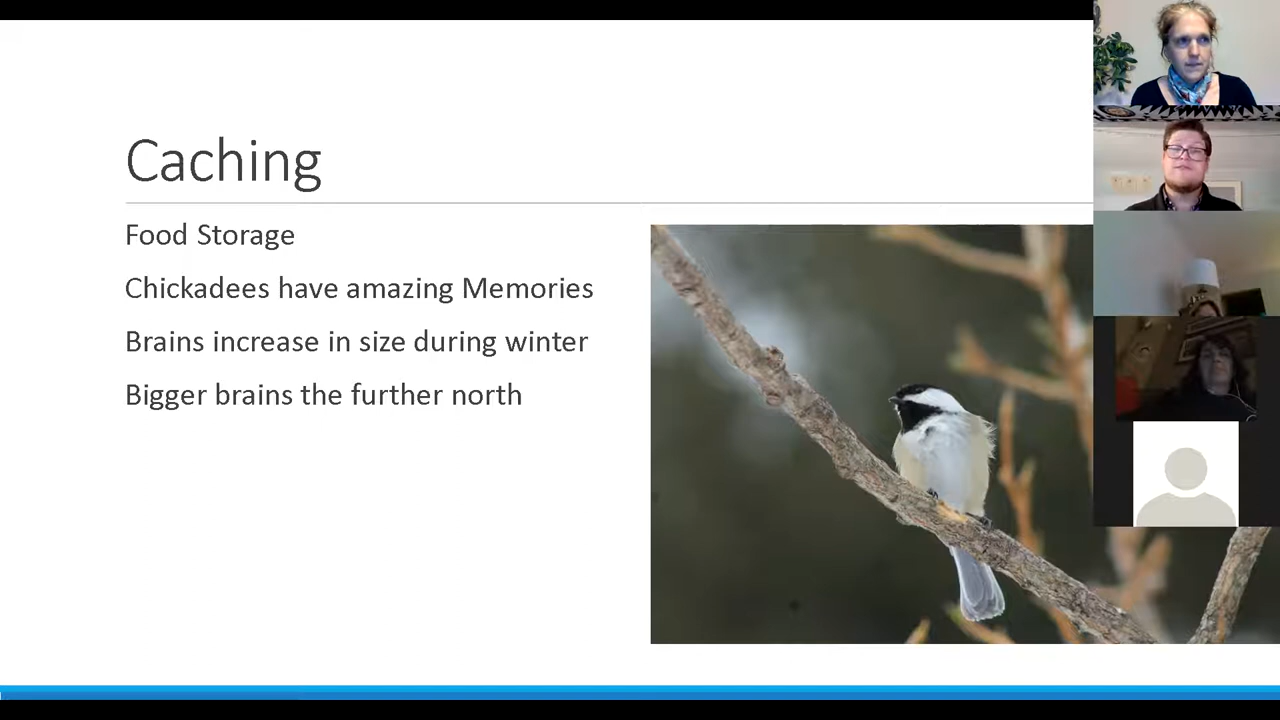 Caching
Food Storage
Chickadees have amazing Memories
Brains increase in size during winter
Bigger brains the further north